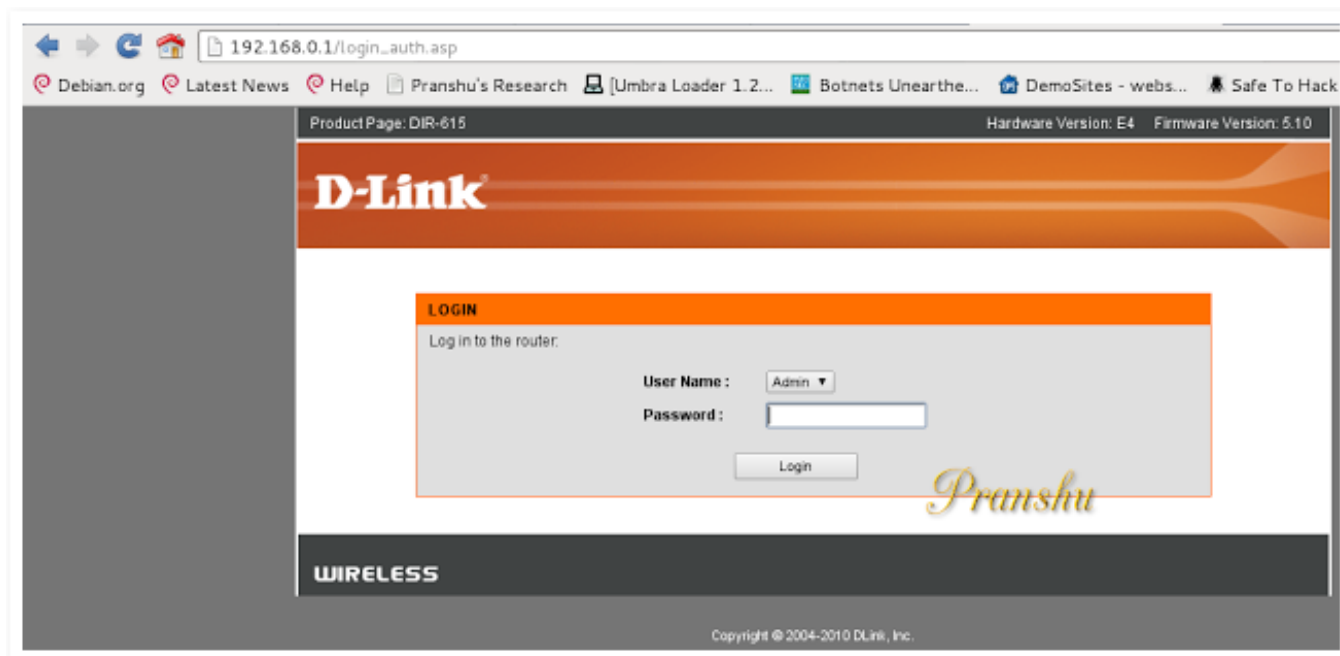 192.168.0.1/login_auth.asp
Debian.org Latest News Help Pranshu's Research [Umbra Loader 1.2... Botnets Unearthe... DemoSites - webs... Safe To Hack
Product Page: DIR-615 Hardware Version: E4 Firmware Version: 5.10
D-Link
LOGIN
Log in to the router:
User Name : Admin
Password :
Login
Pranshu
WIRELESS
Copyright © 2004-2010 DLink, Inc.